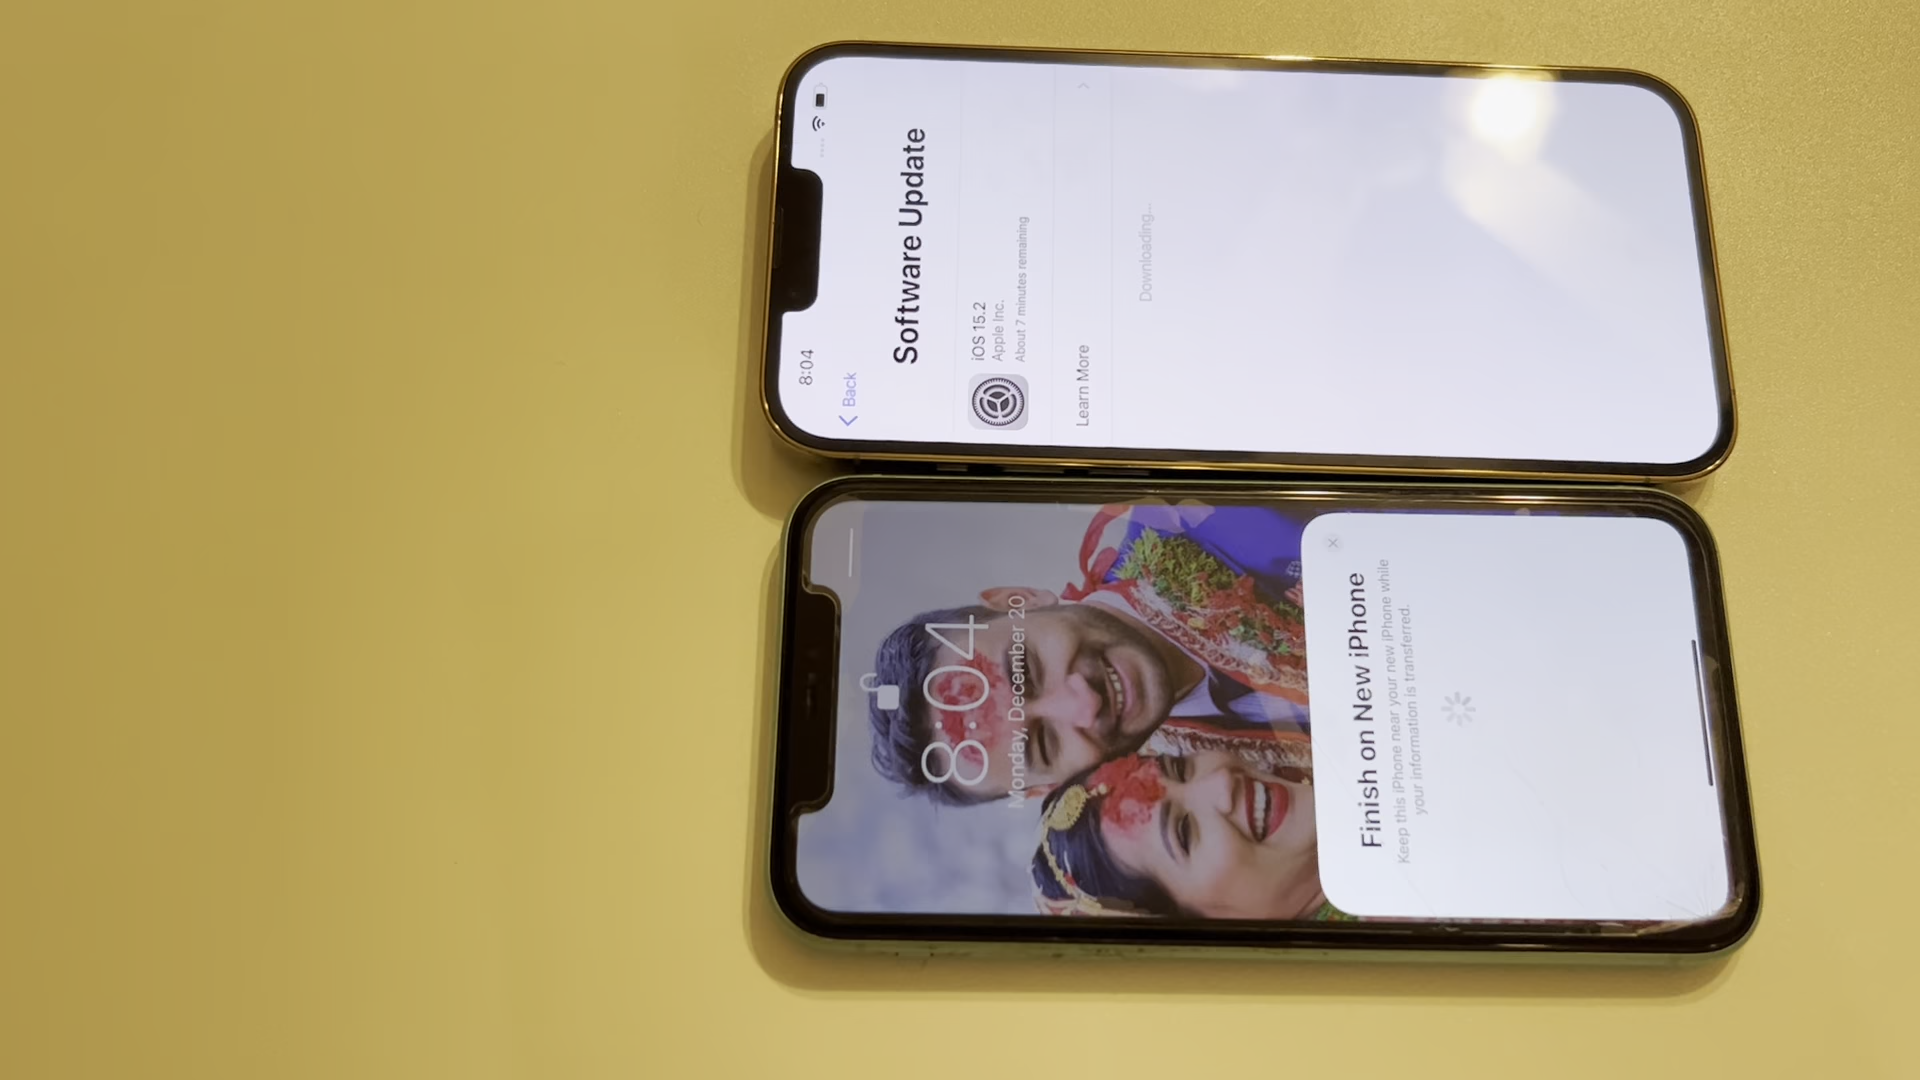 8:04
Back
Software Update
iOS 15.2
Apple Inc.
About 7 minutes remaining
Learn More
Downloading...
8:04
Monday, December 20
Finish on New iPhone
Keep this iPhone near your new iPhone while
your information is transferred.